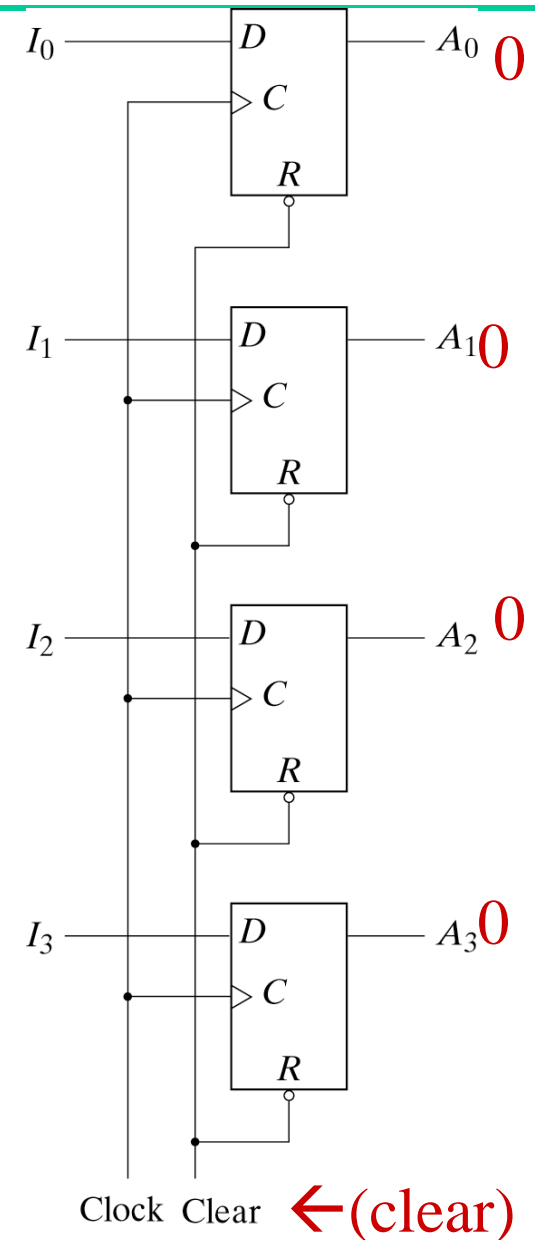 I₀ D A₀ 0
C
R
I₁ D A₁ 0
C
R
I₂ D A₂ 0
C
R
I₃ D A₃ 0
C
R
Clock Clear ←(clear)